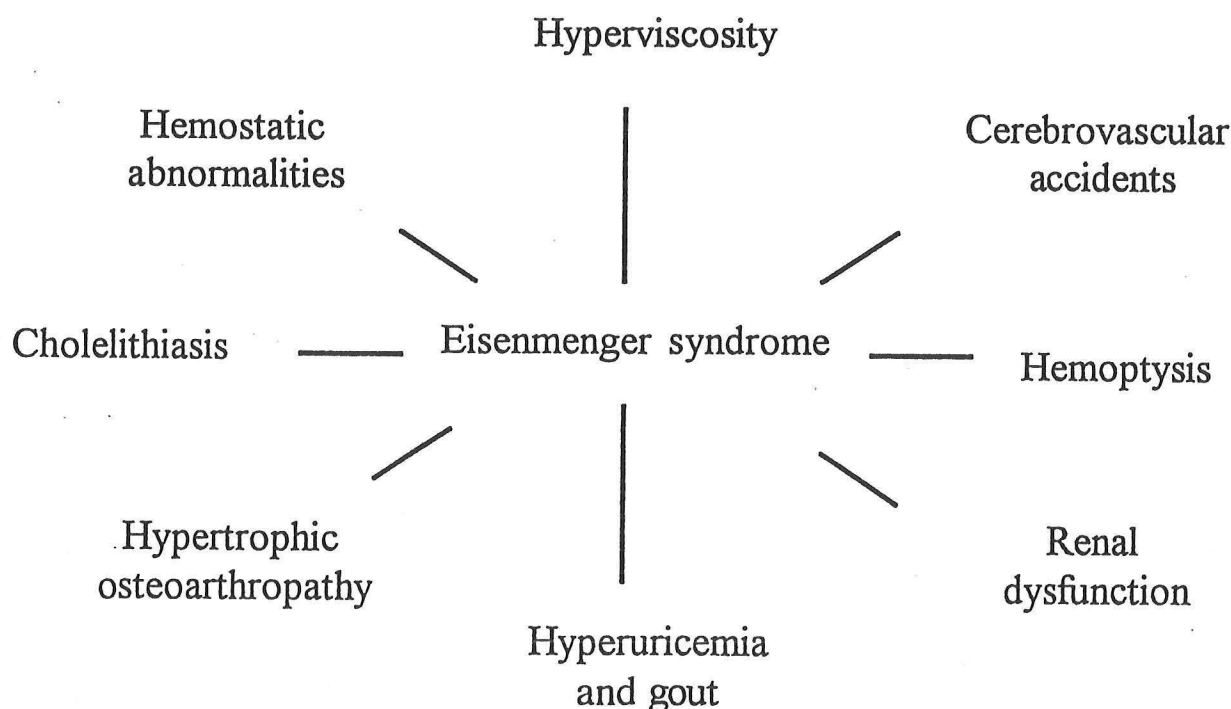 Hyperviscosity
Hemostatic
abnormalities
Cerebrovascular
accidents
Cholelithiasis
Eisenmenger syndrome
Hemoptysis
Hypertrophic
osteoarthropathy
Renal
dysfunction
Hyperuricemia
and gout